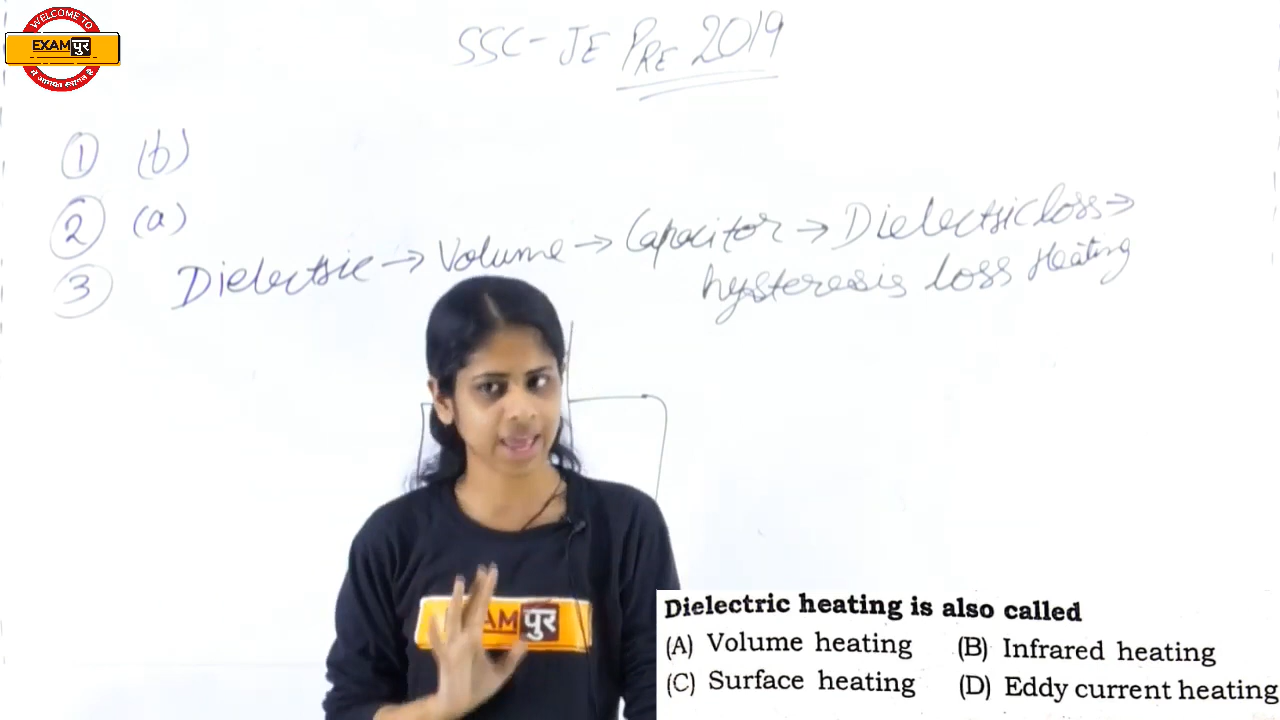 WELCOME TO
EXAMपुर
SSC-JE PRE 2019
① (b)
② (a)
③ Dielectric → Volume → Capacitor → Dielectric loss →
hysteresis loss Heating
AMपुर
Dielectric heating is also called
(A) Volume heating (B) Infrared heating
(C) Surface heating (D) Eddy current heating